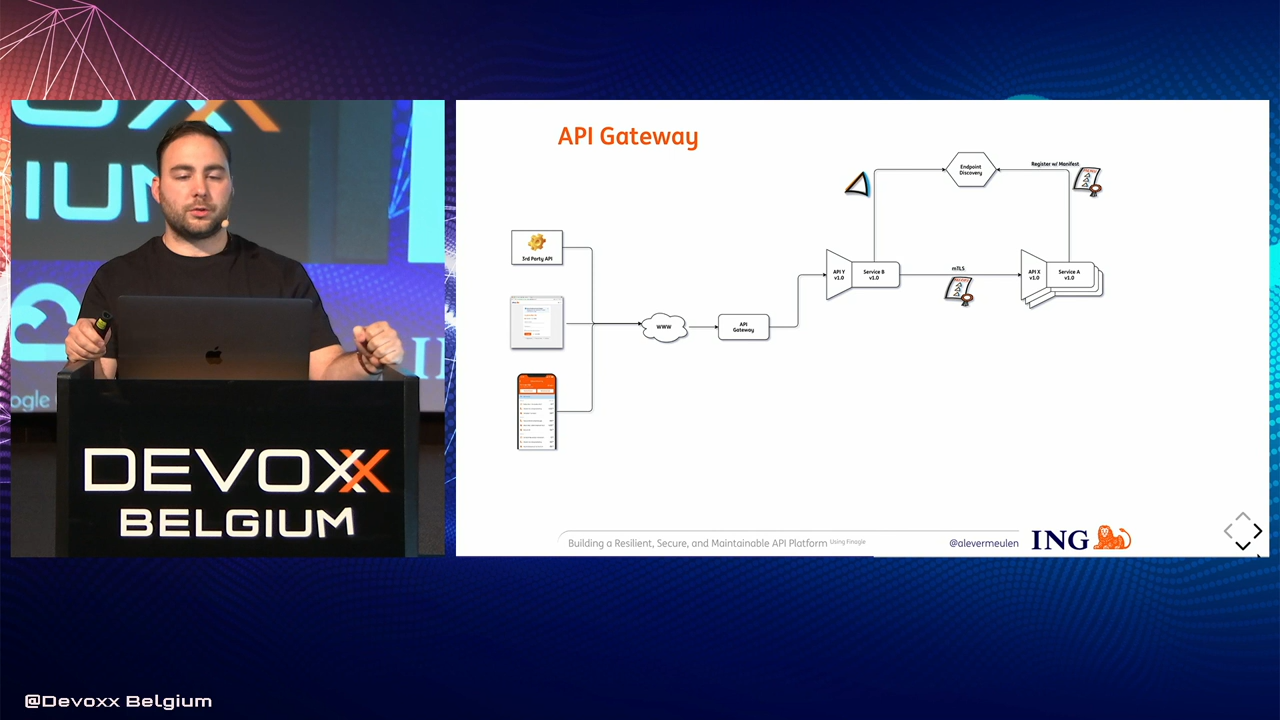 API Gateway
Endpoint
Discovery
Register w/ Manifest
3rd Party API
API Y
v1.0
Service B
v1.0
mTLS
API X
v1.0
Service A
v1.0
WWW
API
Gateway
Building a Resilient, Secure, and Maintainable API Platform Using Finagle
@alevermeulen
ING
IUM
ogle
DEVOXX
BELGIUM
@Devoxx Belgium